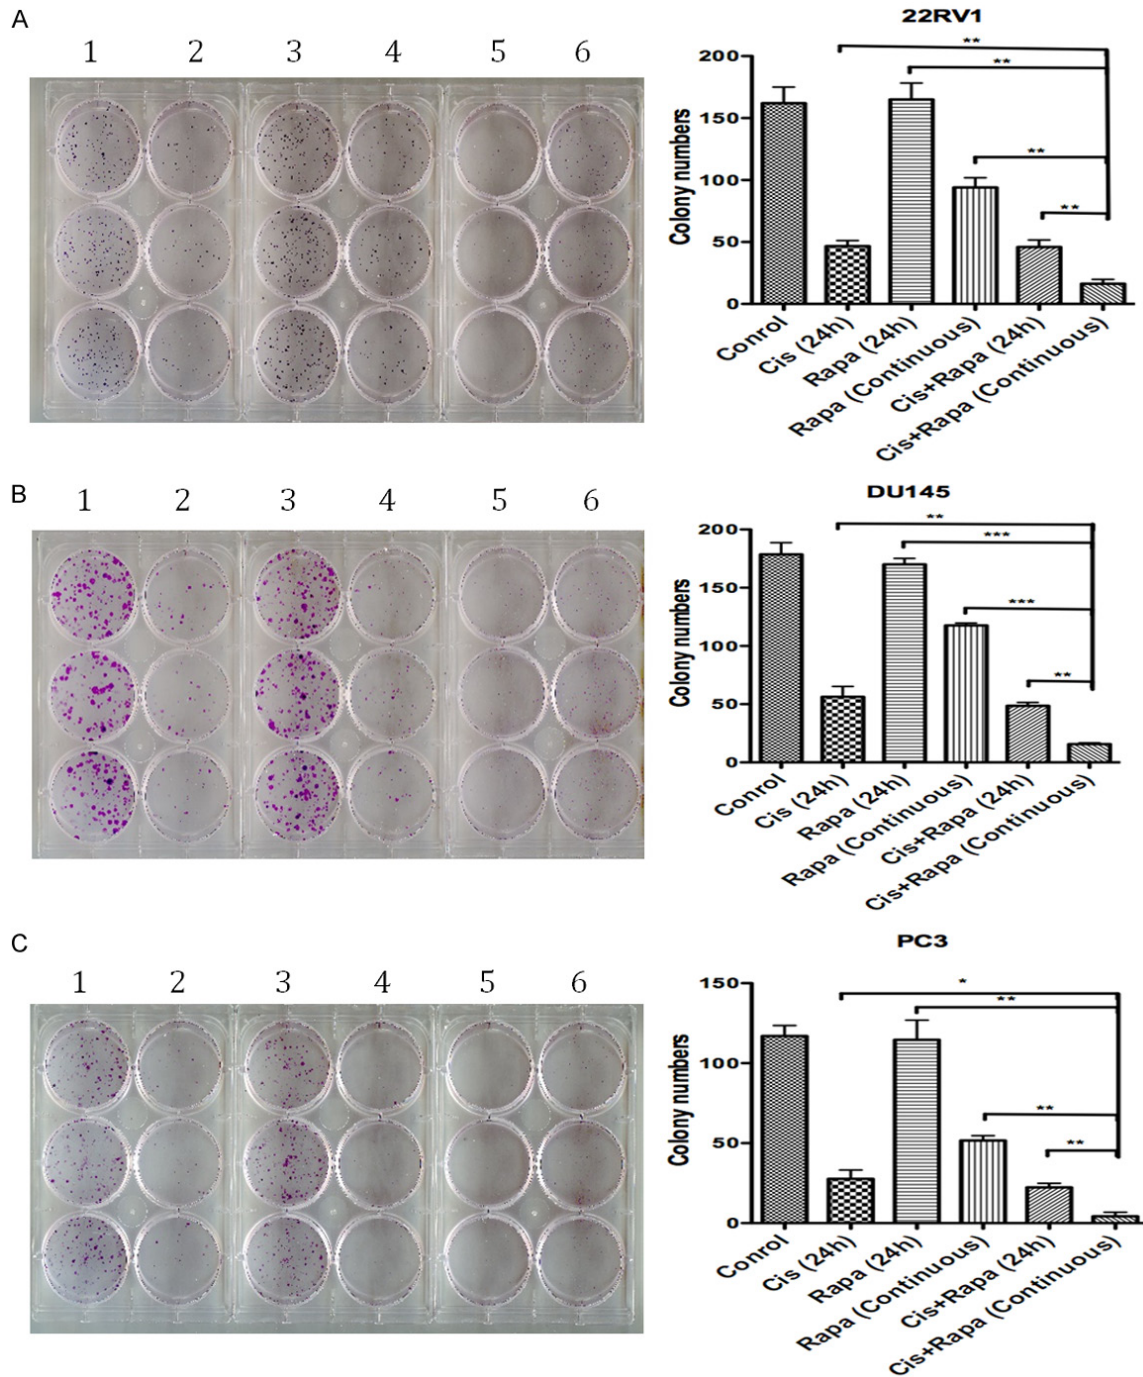 A
1 2 3 4 5 6
22RV1
Colony numbers
200
150
100
50
0
**
**
**
**
Conrol
Cis (24h)
Rapa (24h)
Rapa (Continuous)
Cis+Rapa (24h)
Cis+Rapa (Continuous)
B
1 2 3 4 5 6
DU145
Colony numbers
200
150
100
50
0
**
***
***
**
Conrol
Cis (24h)
Rapa (24h)
Rapa (Continuous)
Cis+Rapa (24h)
Cis+Rapa (Continuous)
C
1 2 3 4 5 6
PC3
Colony numbers
150
100
50
0
*
**
**
**
Conrol
Cis (24h)
Rapa (24h)
Rapa (Continuous)
Cis+Rapa (24h)
Cis+Rapa (Continuous)